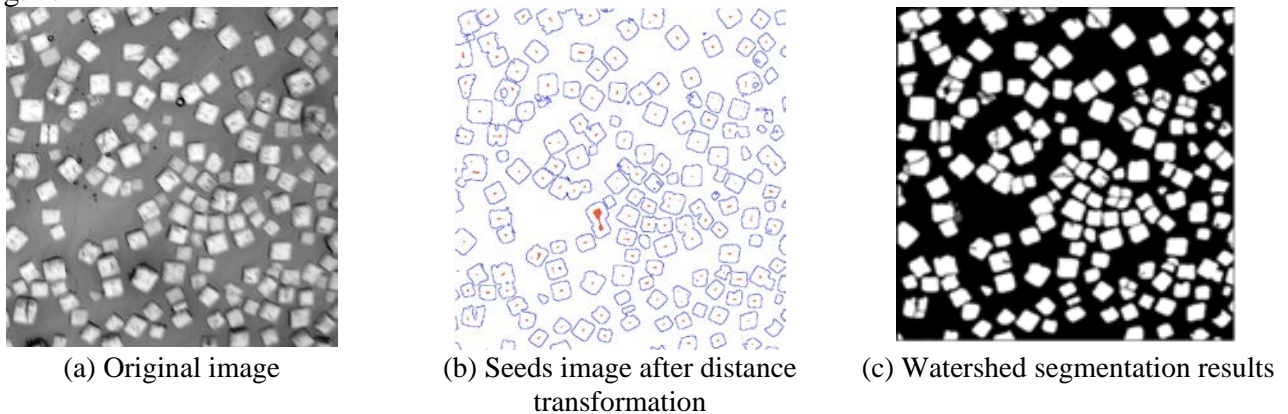 (a) Original image
(b) Seeds image after distance
transformation
(c) Watershed segmentation results